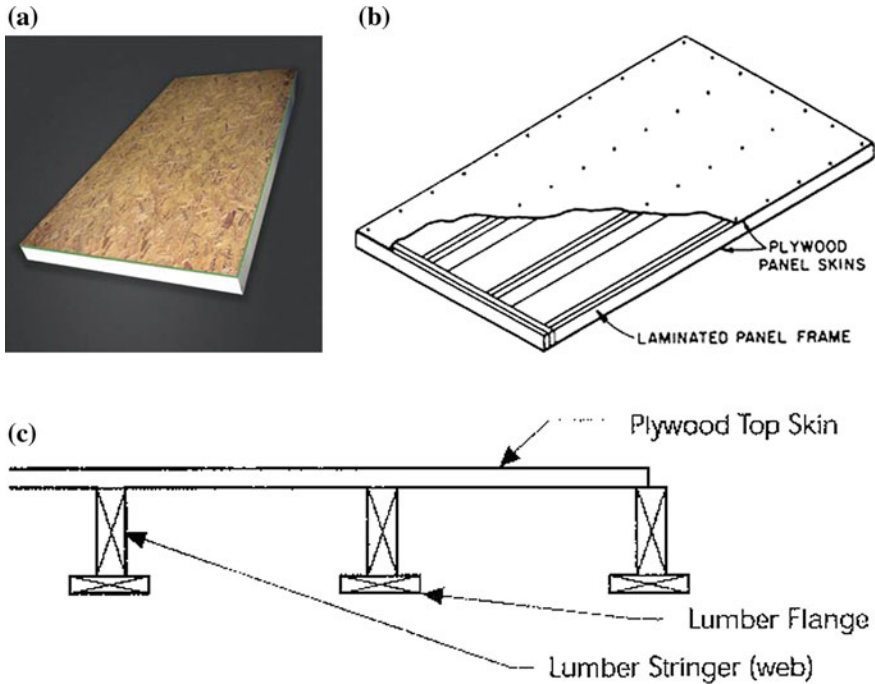 (a)
(b)
PLYWOOD
PANEL SKINS
LAMINATED PANEL FRAME
(c)
Plywood Top Skin
Lumber Flange
Lumber Stringer (web)